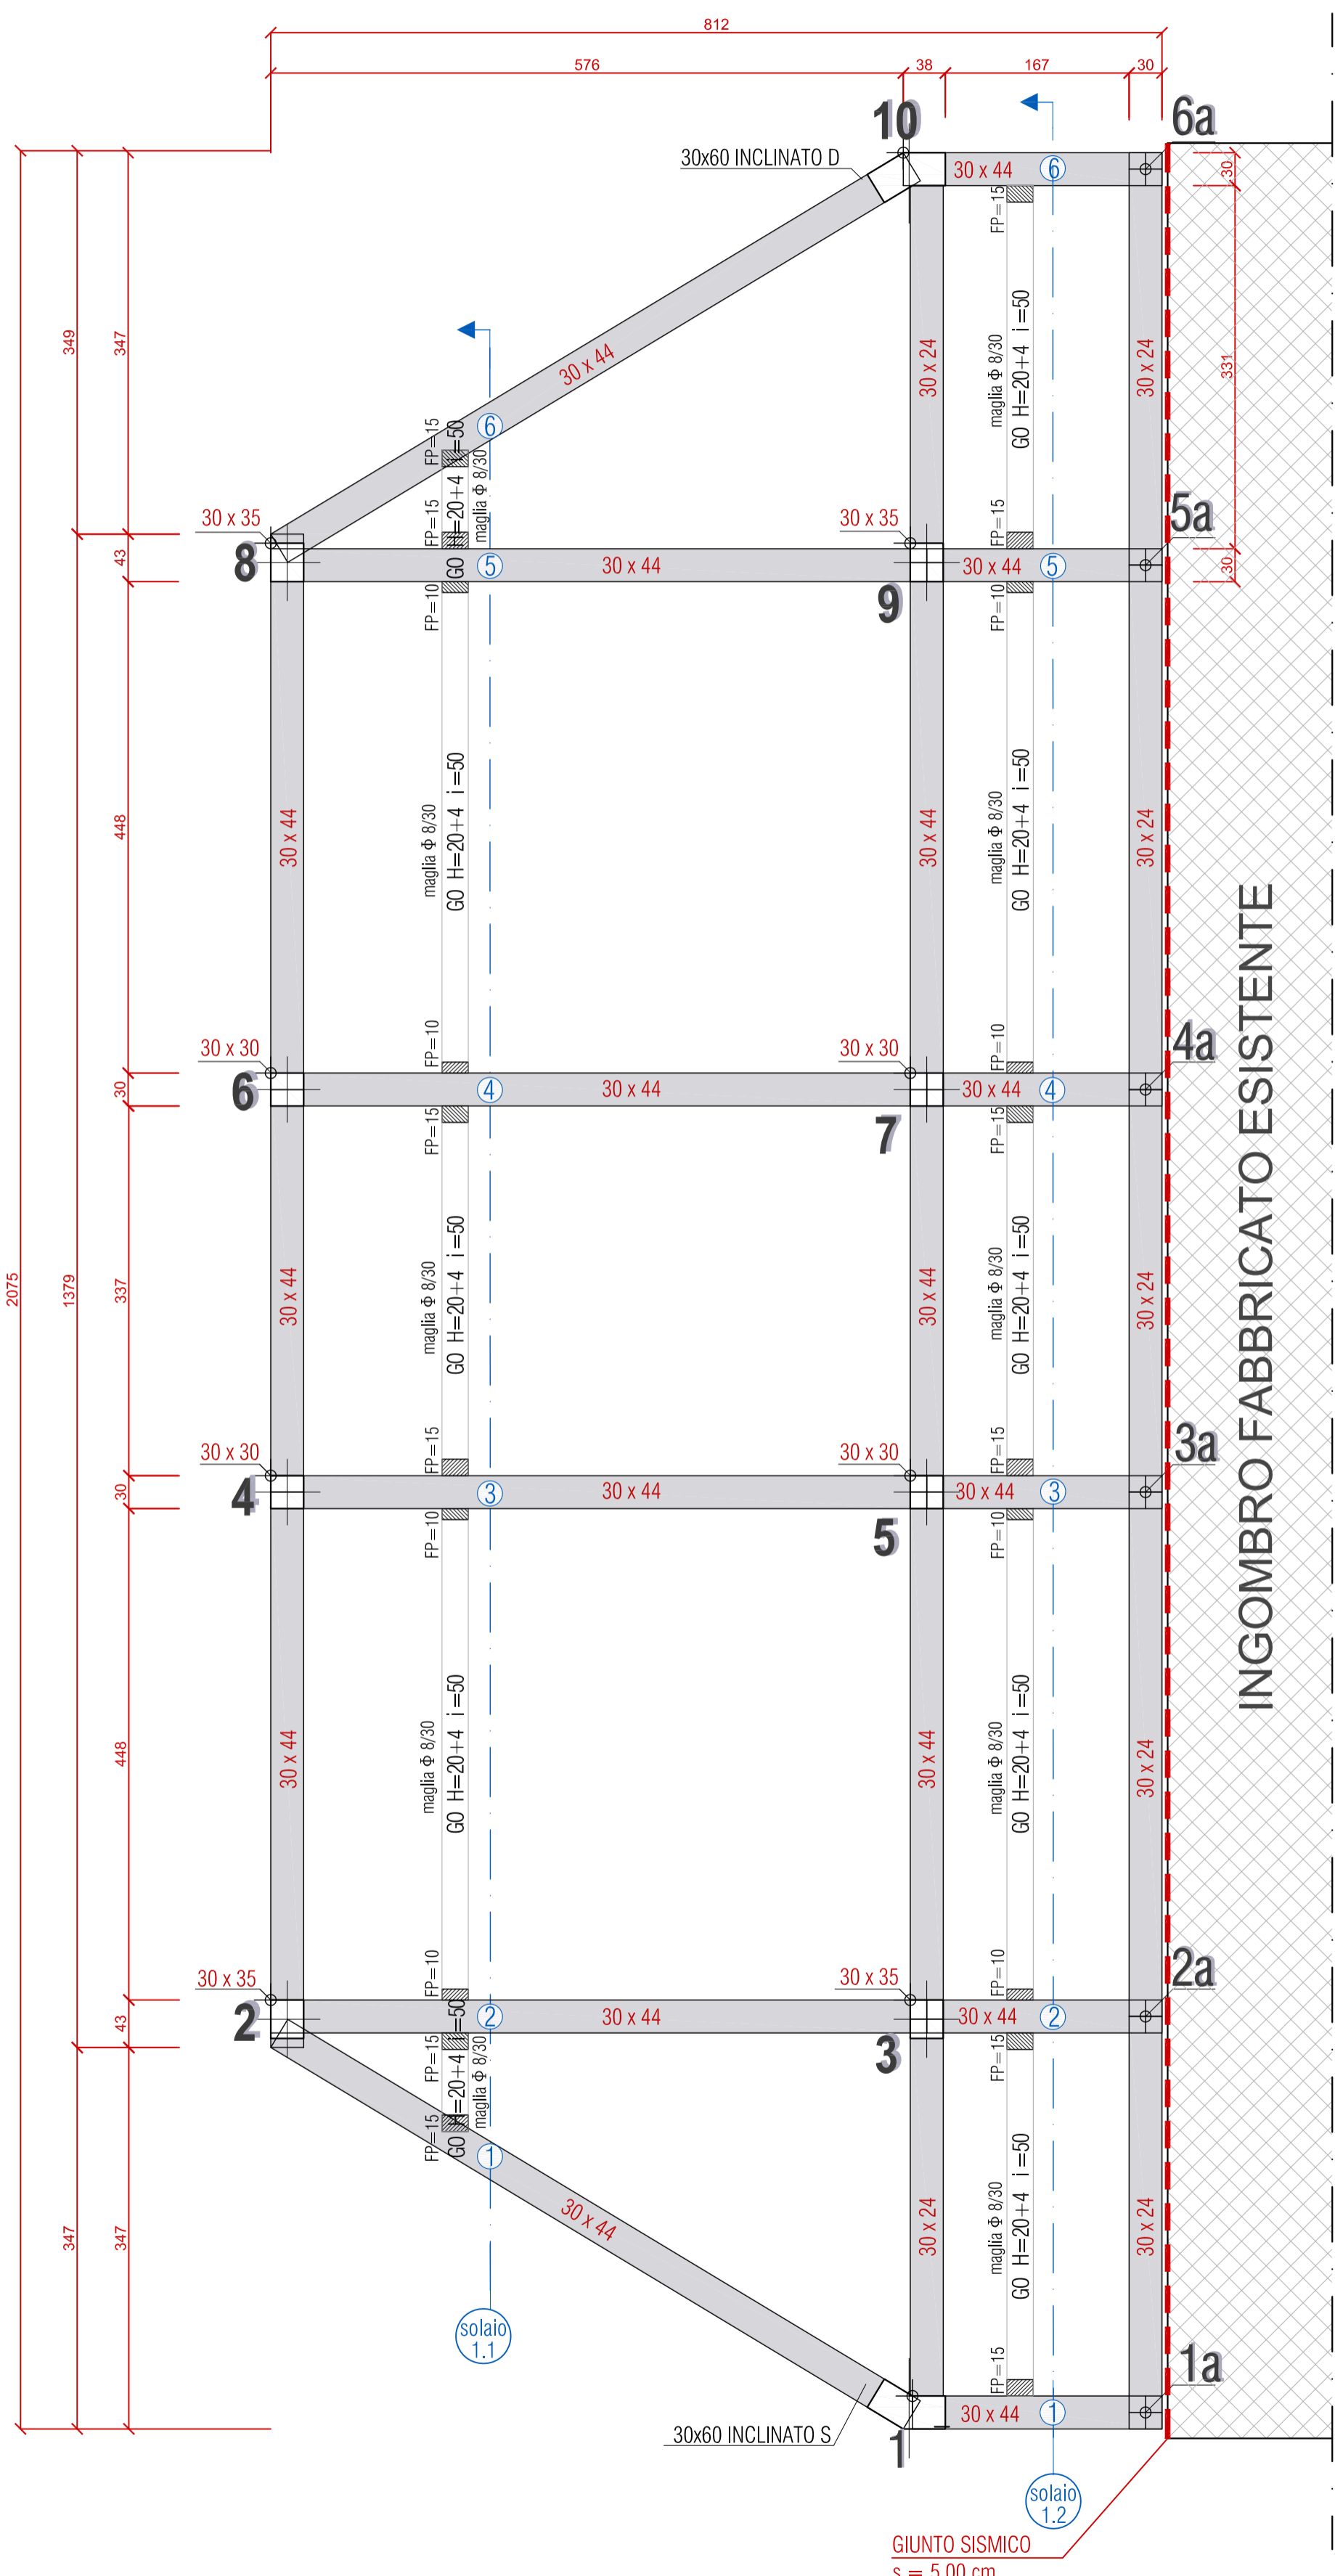 812
576
38
167
30
10
6a
30x60 INCLINATO D
30 x 44
6
30
FP=15
2075
349
347
1379
30 x 44
30 x 24
maglia Φ 8/30
GO H=20+4 i=50
30 x 24
331
6
FP=15
GO H=20+4 i=50
maglia Φ 8/30
FP=15
FP=15
30 x 35
30 x 35
5a
8
43
5
30 x 44
30 x 44
5
30
9
FP=10
FP=10
448
30 x 44
maglia Φ 8/30
GO H=20+4 i=50
30 x 44
maglia Φ 8/30
GO H=20+4 i=50
30 x 24
INGOMBRO FABBRICATO ESISTENTE
FP=10
FP=10
30 x 30
30 x 30
4a
30
6
4
30 x 44
30 x 44
4
7
FP=15
FP=15
337
30 x 44
maglia Φ 8/30
GO H=20+4 i=50
30 x 44
maglia Φ 8/30
GO H=20+4 i=50
30 x 24
FP=15
FP=15
30 x 30
30 x 30
3a
30
4
3
30 x 44
30 x 44
3
5
FP=10
FP=10
448
30 x 44
maglia Φ 8/30
GO H=20+4 i=50
30 x 44
maglia Φ 8/30
GO H=20+4 i=50
30 x 24
FP=10
FP=10
30 x 35
30 x 35
2a
43
2
2
30 x 44
30 x 44
2
3
FP=15
GO H=20+4 i=50
maglia Φ 8/30
FP=15
FP=15
1
347
347
30 x 44
30 x 24
maglia Φ 8/30
GO H=20+4 i=50
30 x 24
solaio
1.1
FP=15
1a
30 x 44
1
30x60 INCLINATO S
1
solaio
1.2
GIUNTO SISMICO
s = 5.00 cm